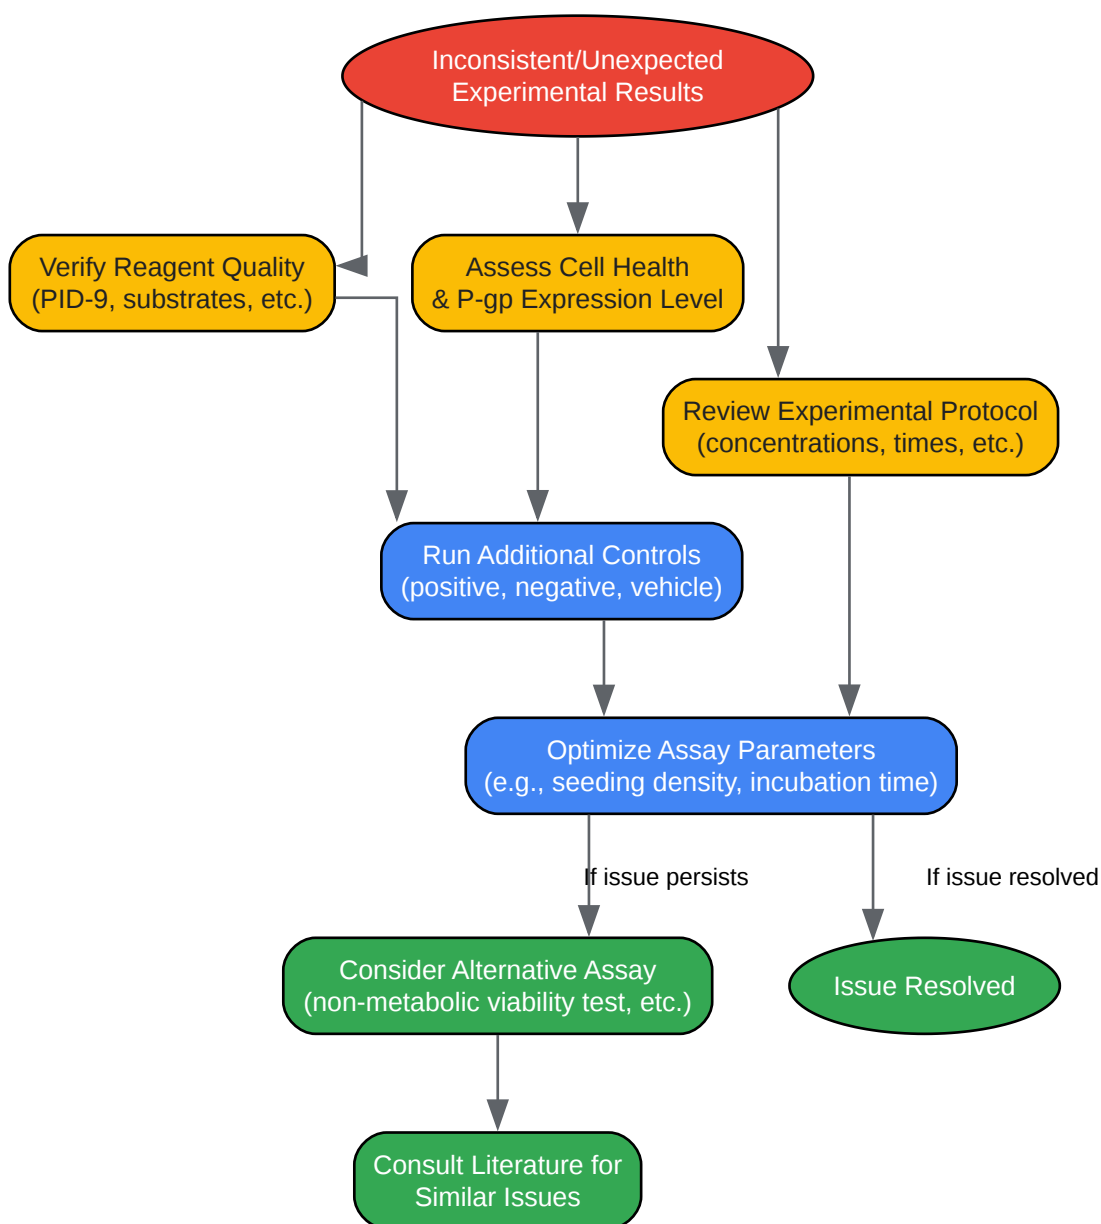 Inconsistent/Unexpected
Experimental Results
Verify Reagent Quality
(PID-9, substrates, etc.)
Assess Cell Health
& P-gp Expression Level
Review Experimental Protocol
(concentrations, times, etc.)
Run Additional Controls
(positive, negative, vehicle)
Optimize Assay Parameters
(e.g., seeding density, incubation time)
If issue persists
If issue resolved
Consider Alternative Assay
(non-metabolic viability test, etc.)
Issue Resolved
Consult Literature for
Similar Issues